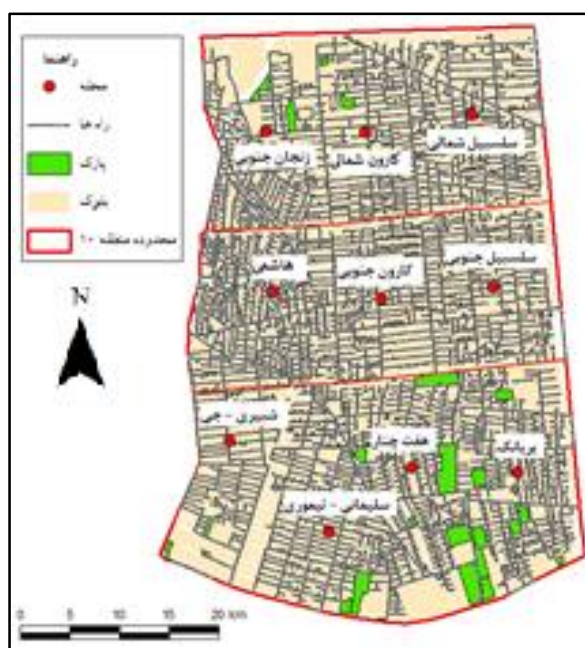 راهنما
محله
راه ها
پارک
بلوک
محدوده منطقه ۱۰
N
زنجان جنوبی
کارون شمالی
سلسبیل شمالی
هاشمی
کارون جنوبی
سلسبیل جنوبی
شبیری - جی
هفت چنار
بریانک
سلیمانی - تیموری
0 5 10 15 20 km